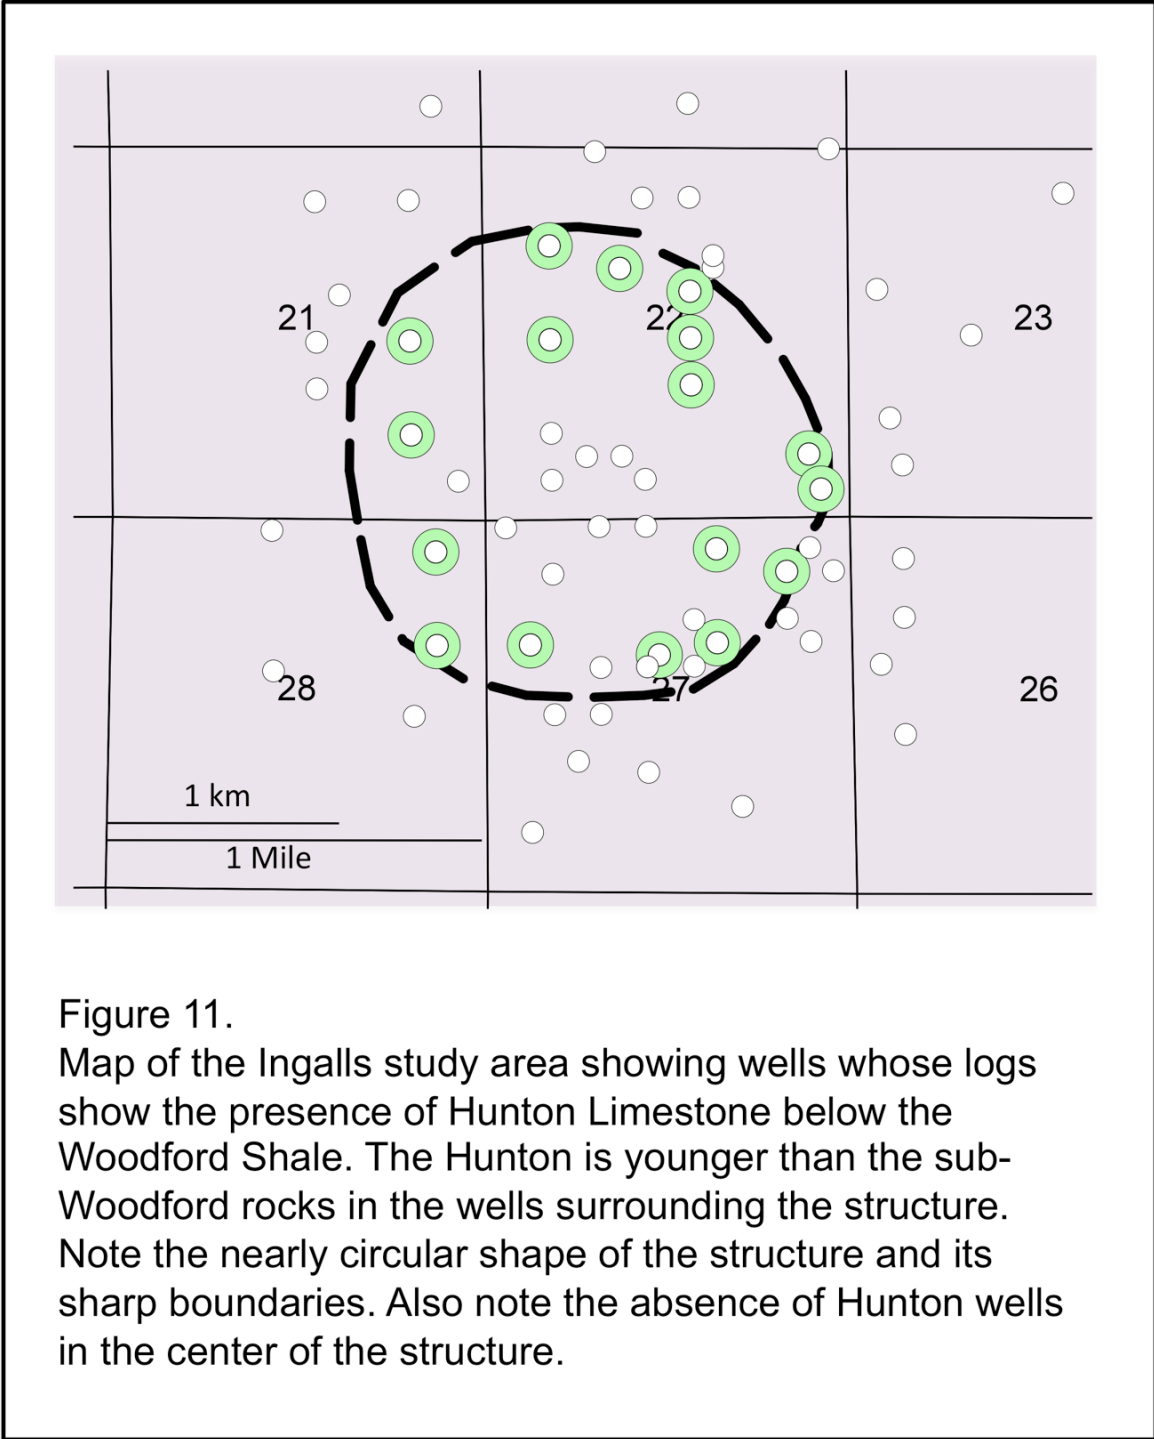 21
22
23
28
27
26
1 km
1 Mile
Figure 11.
Map of the Ingalls study area showing wells whose logs
show the presence of Hunton Limestone below the
Woodford Shale. The Hunton is younger than the sub-
Woodford rocks in the wells surrounding the structure.
Note the nearly circular shape of the structure and its
sharp boundaries. Also note the absence of Hunton wells
in the center of the structure.